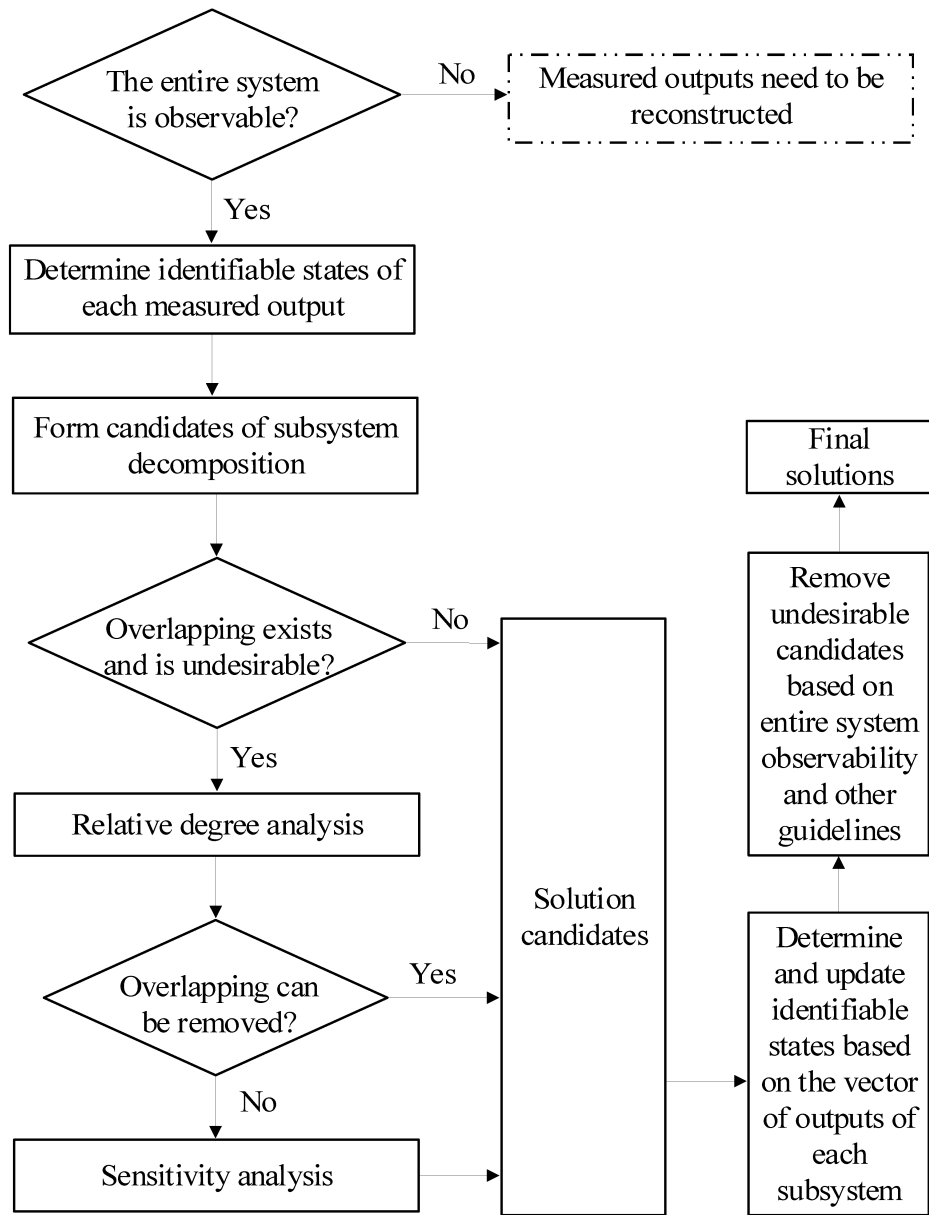 The entire system
is observable?
No
Measured outputs need to be
reconstructed
Yes
Determine identifiable states of
each measured output
Form candidates of subsystem
decomposition
Overlapping exists
and is undesirable?
No
Yes
Relative degree analysis
Overlapping can
be removed?
Yes
No
Sensitivity analysis
Solution
candidates
Determine
and update
identifiable
states based
on the vector
of outputs of
each
subsystem
Remove
undesirable
candidates
based on
entire system
observability
and other
guidelines
Final
solutions